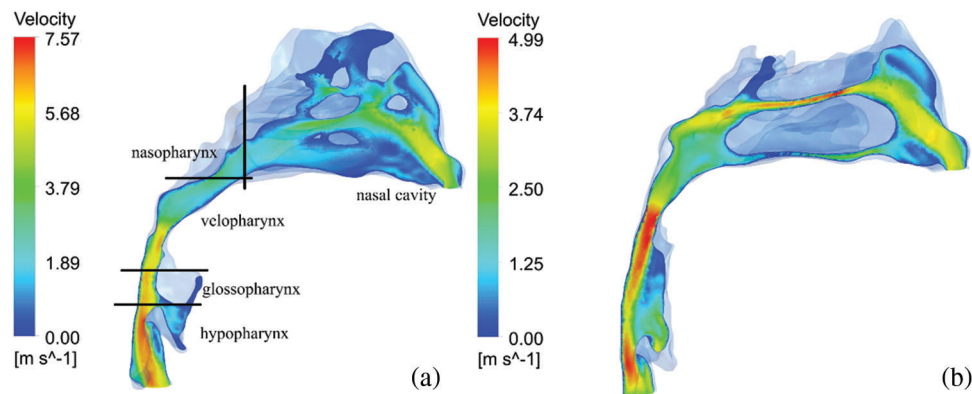 Velocity
7.57
5.68
3.79
1.89
0.00
[m s^-1]
nasopharynx
nasal cavity
velopharynx
glossopharynx
hypopharynx
(a)
Velocity
4.99
3.74
2.50
1.25
0.00
[m s^-1]
(b)